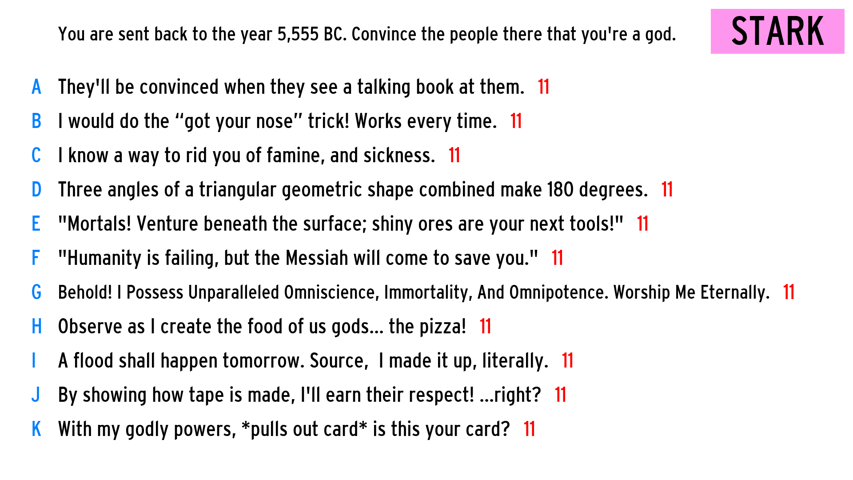 You are sent back to the year 5,555 BC. Convince the people there that you're a god.
STARK
A They'll be convinced when they see a talking book at them. 11
B I would do the “got your nose” trick! Works every time. 11
C I know a way to rid you of famine, and sickness. 11
D Three angles of a triangular geometric shape combined make 180 degrees. 11
E "Mortals! Venture beneath the surface; shiny ores are your next tools!" 11
F "Humanity is failing, but the Messiah will come to save you." 11
G Behold! I Possess Unparalleled Omniscience, Immortality, And Omnipotence. Worship Me Eternally. 11
H Observe as I create the food of us gods... the pizza! 11
I A flood shall happen tomorrow. Source,  I made it up, literally. 11
J By showing how tape is made, I'll earn their respect! ...right? 11
K With my godly powers, *pulls out card* is this your card? 11